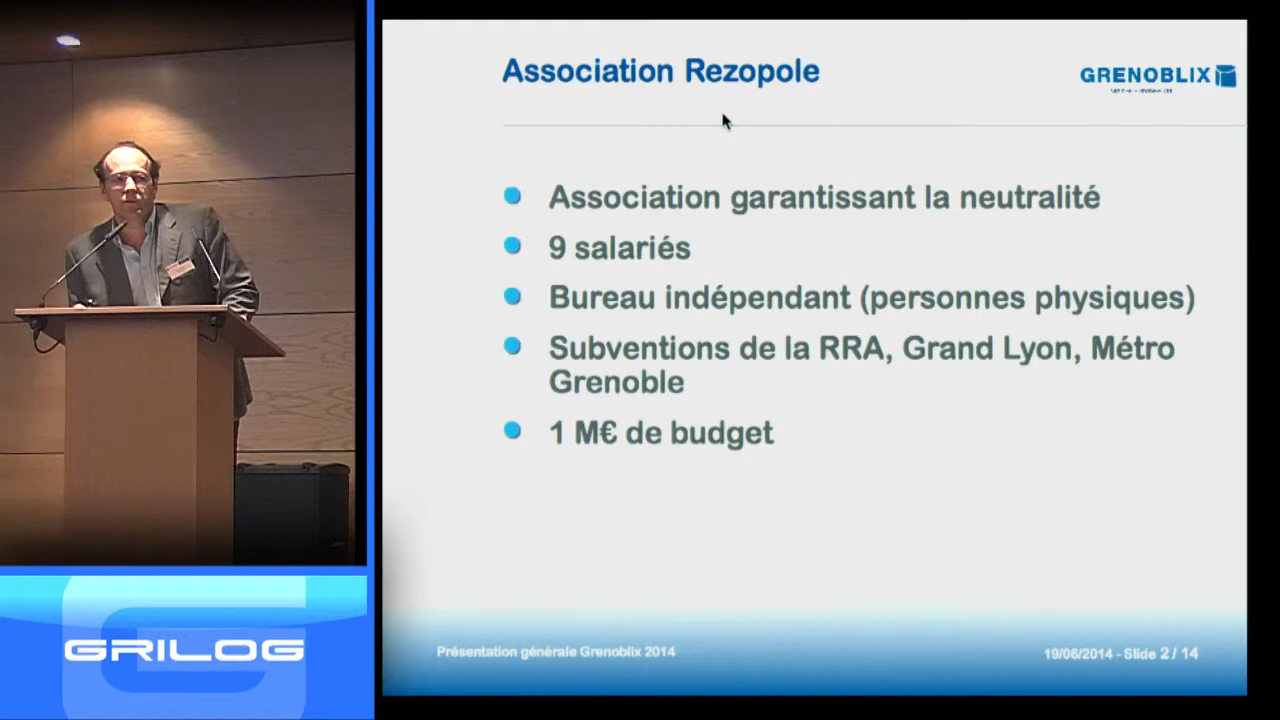 Association Rezopole
GRENOBLIX
Association garantissant la neutralité
9 salariés
Bureau indépendant (personnes physiques)
Subventions de la RRA, Grand Lyon, Métro
Grenoble
1 M€ de budget
Présentation générale Grenoblix 2014
19/06/2014 - Slide 2 / 14
GRILOG